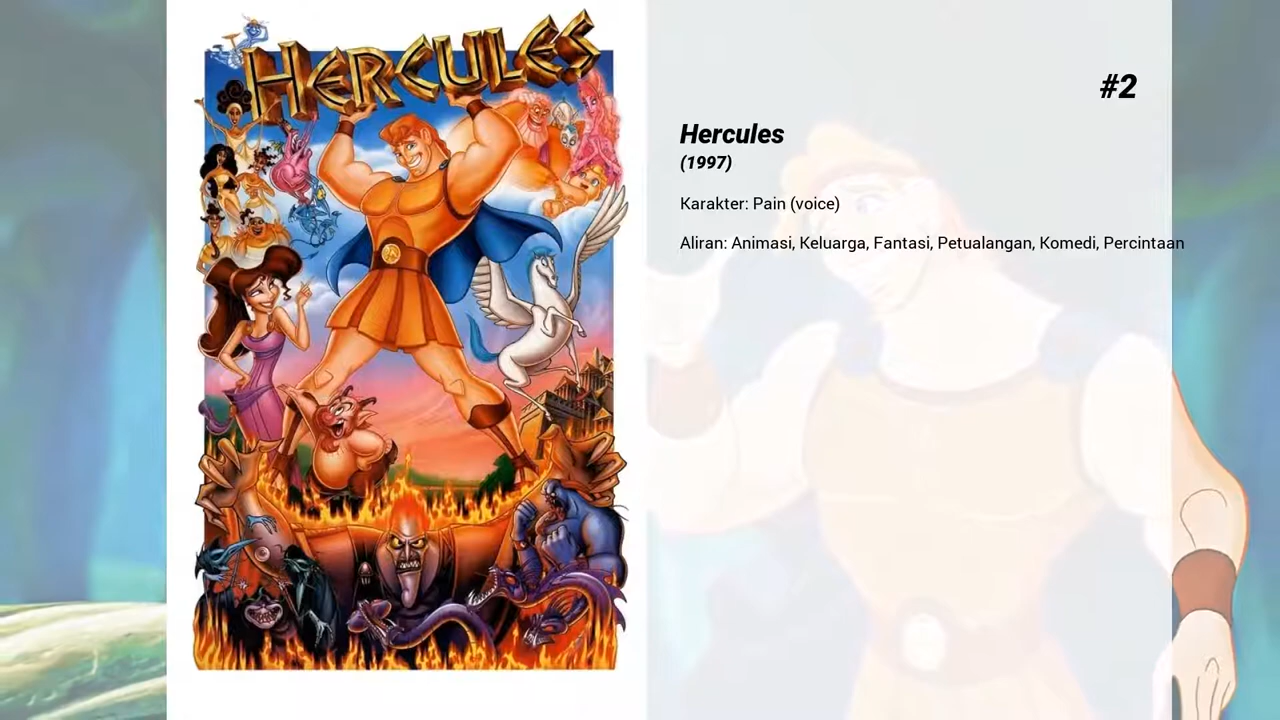 HERCULES
#2
Hercules
(1997)
Karakter: Pain (voice)
Aliran: Animasi, Keluarga, Fantasi, Petualangan, Komedi, Percintaan